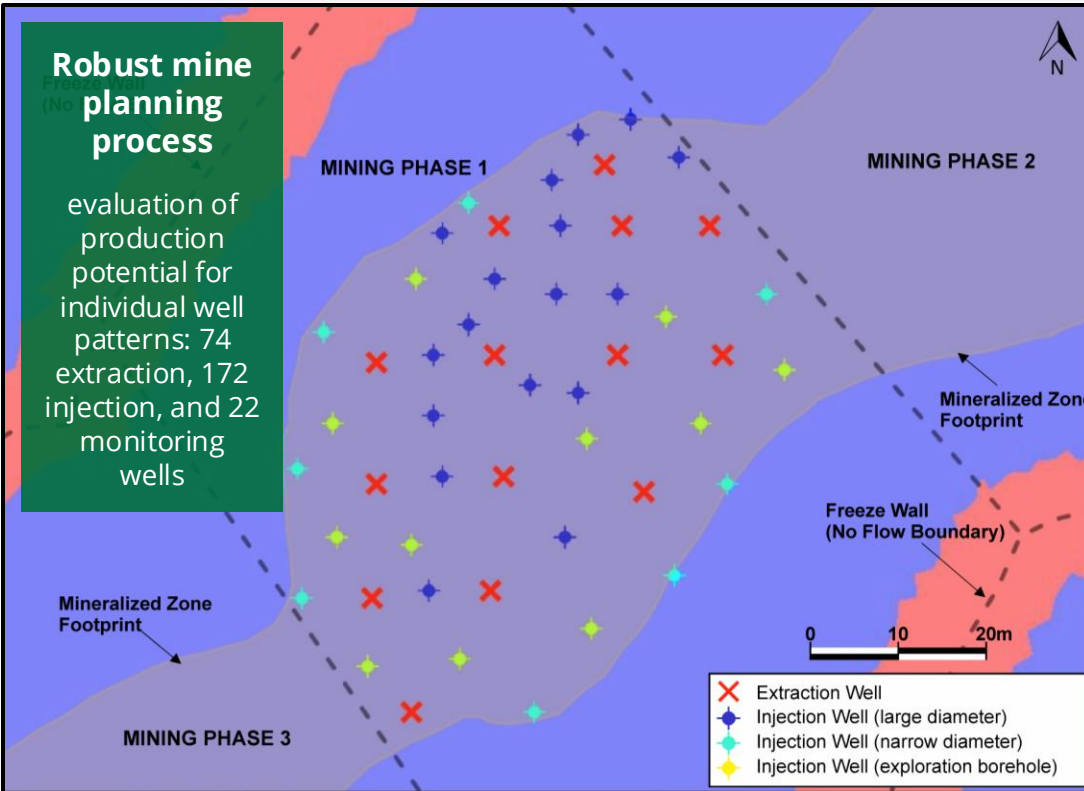 Robust mine
planning
process
evaluation of
production
potential for
individual well
patterns: 74
extraction, 172
injection, and 22
monitoring
wells
Freeze Wall
(No F
MINING PHASE 1
MINING PHASE 2
N
Mineralized Zone
Footprint
Freeze Wall
(No Flow Boundary)
Mineralized Zone
Footprint
0 10 20m
MINING PHASE 3
Extraction Well
Injection Well (large diameter)
Injection Well (narrow diameter)
Injection Well (exploration borehole)